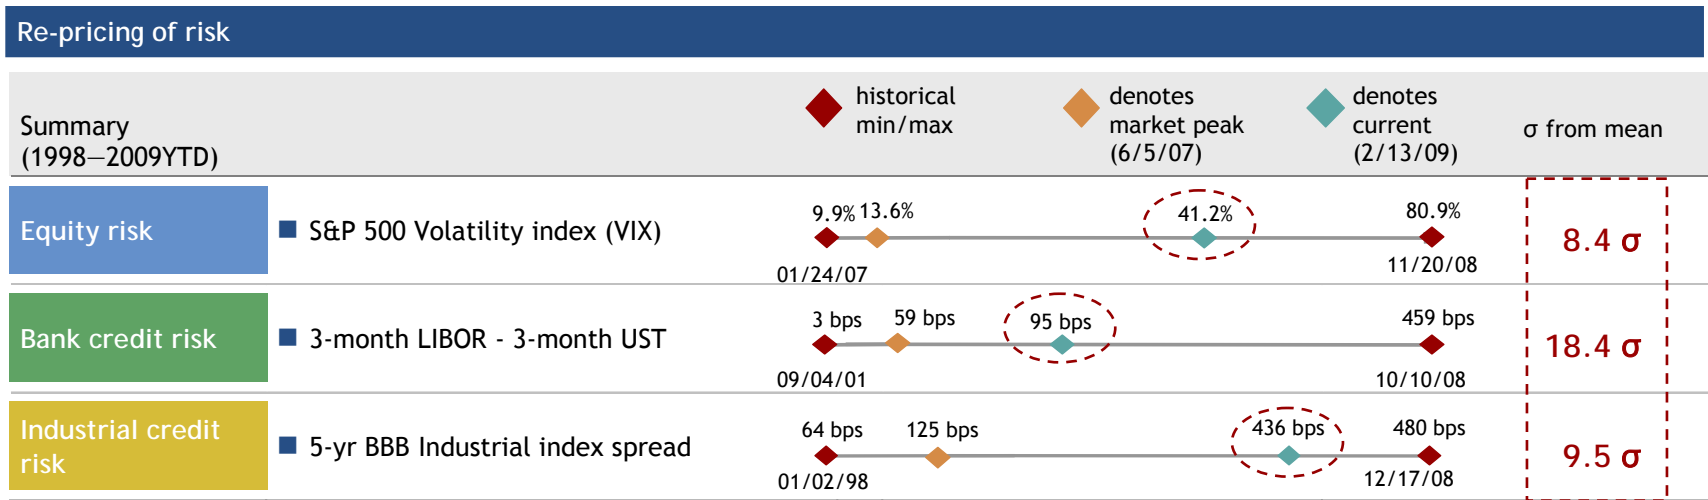 Re-pricing of risk
Summary
(1998—2009YTD)
historical
min/max
denotes
market peak
(6/5/07)
denotes
current
(2/13/09)
σ from mean
Equity risk
S&P 500 Volatility index (VIX)
9.9% 13.6% 41.2% 80.9%
01/24/07 11/20/08
8.4 σ
Bank credit risk
3-month LIBOR - 3-month UST
3 bps 59 bps 95 bps 459 bps
09/04/01 10/10/08
18.4 σ
Industrial credit
risk
5-yr BBB Industrial index spread
64 bps 125 bps 436 bps 480 bps
01/02/98 12/17/08
9.5 σ